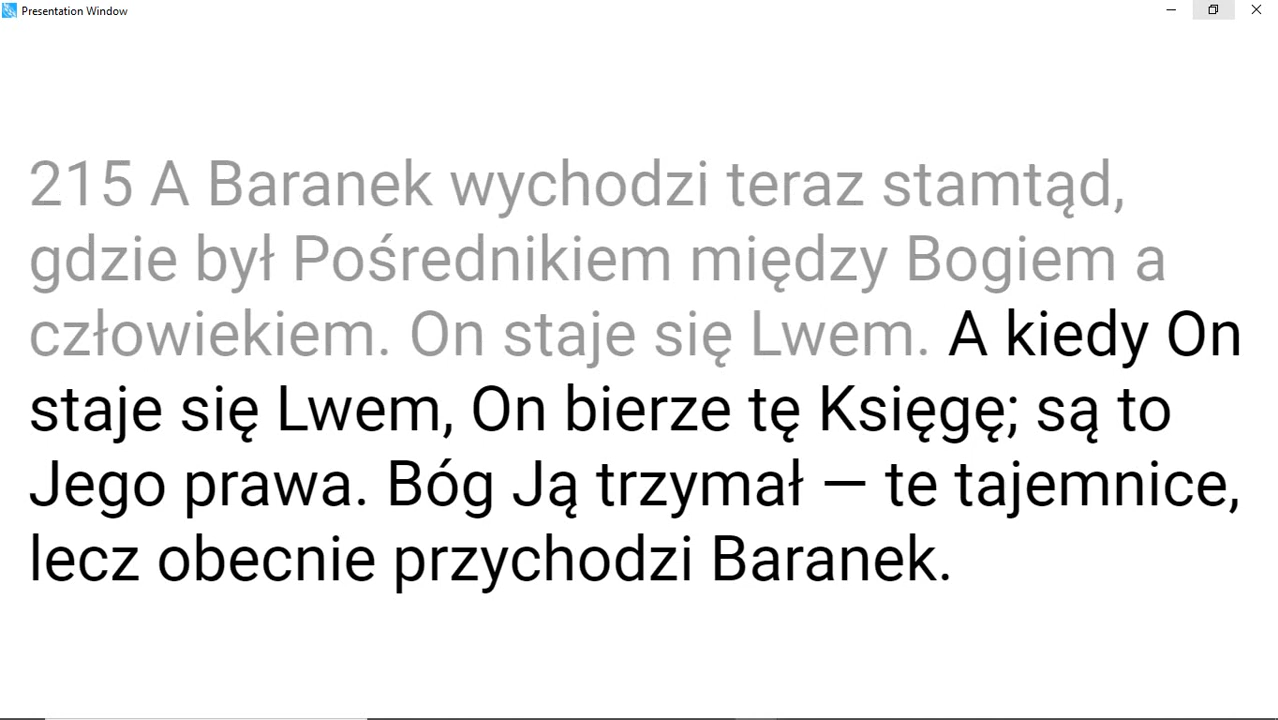 Presentation Window
215 A Baranek wychodzi teraz stamtąd,
gdzie był Pośrednikiem między Bogiem a
człowiekiem. On staje się Lwem. A kiedy On
staje się Lwem, On bierze tę Księgę; są to
Jego prawa. Bóg Ją trzymał — te tajemnice,
lecz obecnie przychodzi Baranek.